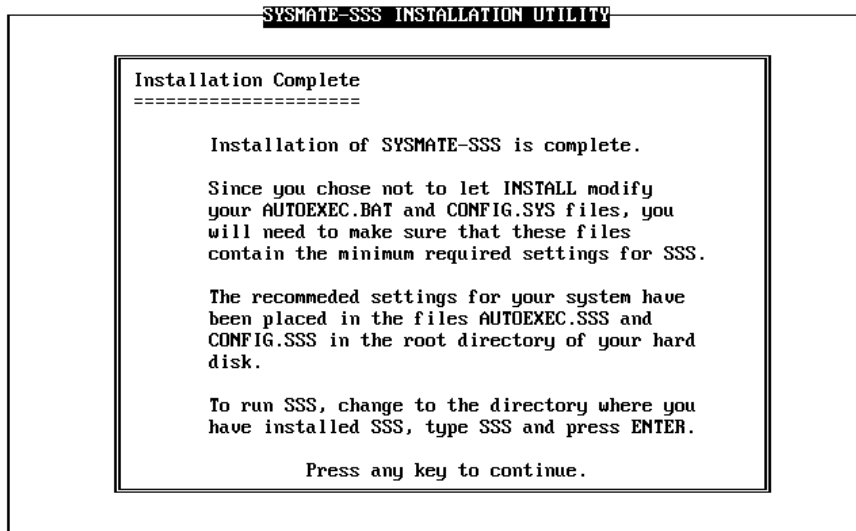 SYSMATE-SSS INSTALLATION UTILITY
Installation Complete
=====================
Installation of SYSMATE-SSS is complete.
Since you chose not to let INSTALL modify
your AUTOEXEC.BAT and CONFIG.SYS files, you
will need to make sure that these files
contain the minimum required settings for SSS.
The recommeded settings for your system have
been placed in the files AUTOEXEC.SSS and
CONFIG.SSS in the root directory of your hard
disk.
To run SSS, change to the directory where you
have installed SSS, type SSS and press ENTER.
Press any key to continue.